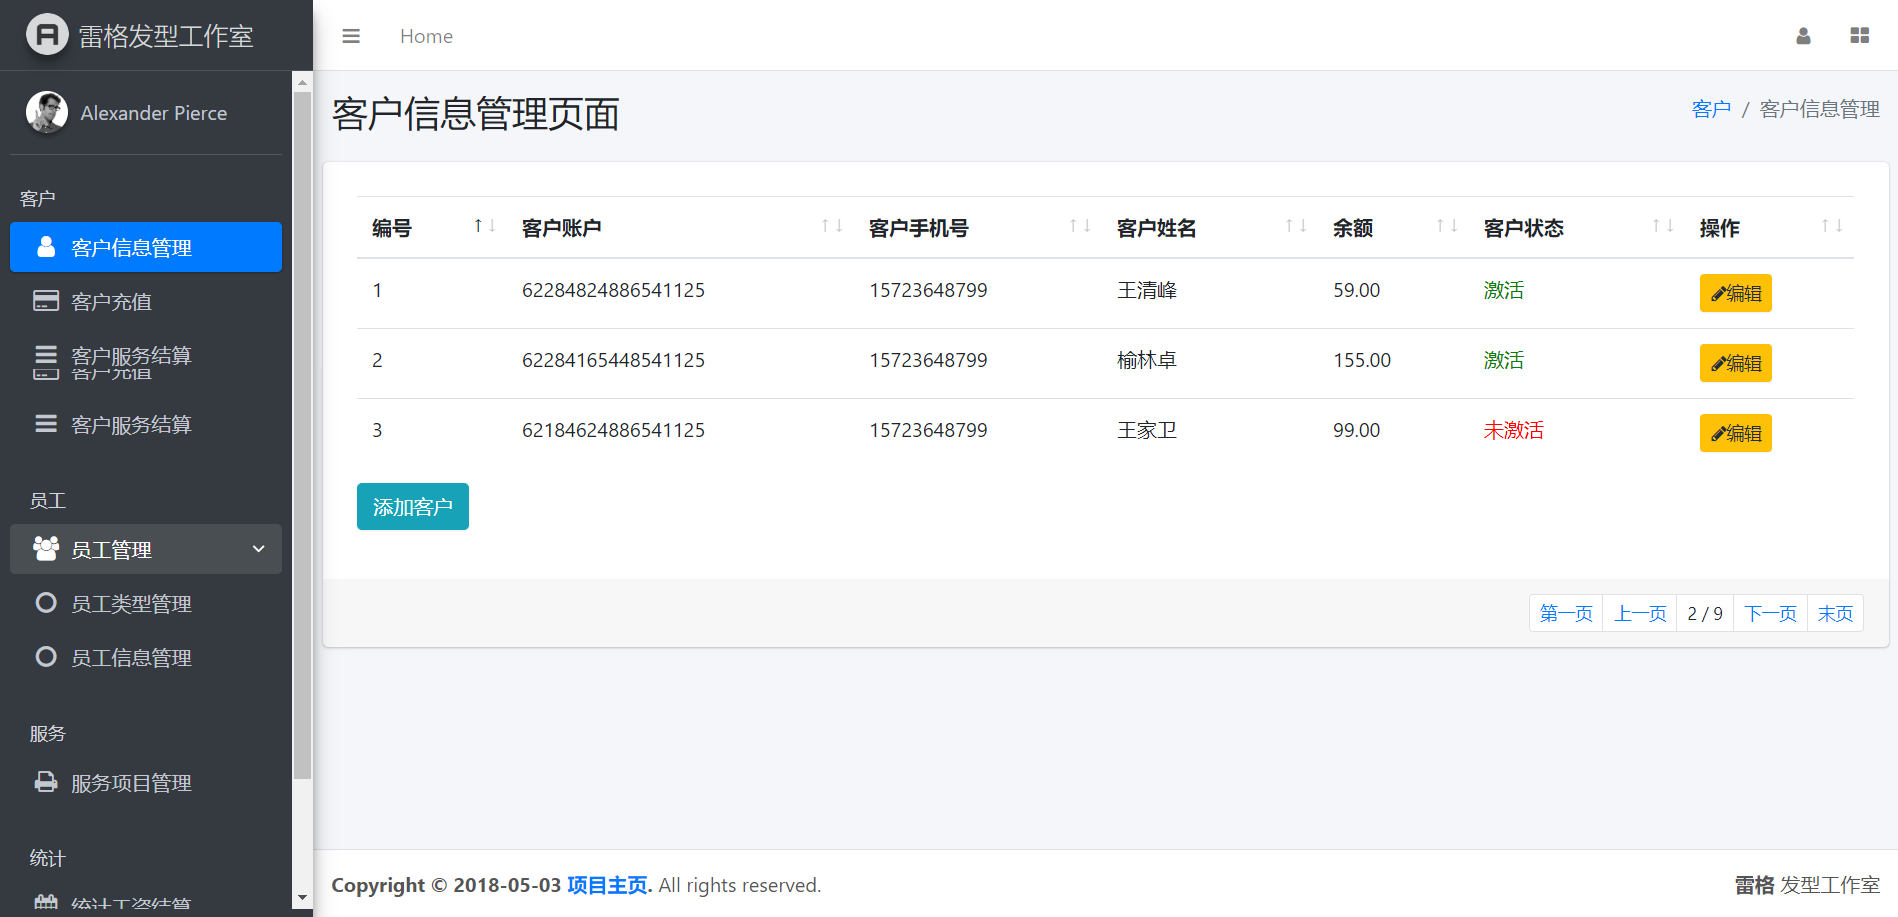 雷格发型工作室
Home
Alexander Pierce
客户信息管理页面
客户 / 客户信息管理
客户
客户信息管理
客户充值
客户服务结算
客户充值
客户服务结算
员工
员工管理
员工类型管理
员工信息管理
服务
服务项目管理
统计
统计工资结算
编号 客户账户 客户手机号 客户姓名 余额 客户状态 操作
1 62284824886541125 15723648799 王清峰 59.00 激活 编辑
2 62284165448541125 15723648799 榆林卓 155.00 激活 编辑
3 62184624886541125 15723648799 王家卫 99.00 未激活 编辑
添加客户
第一页 上一页 2 / 9 下一页 末页
Copyright © 2018-05-03 项目主页. All rights reserved.
雷格 发型工作室